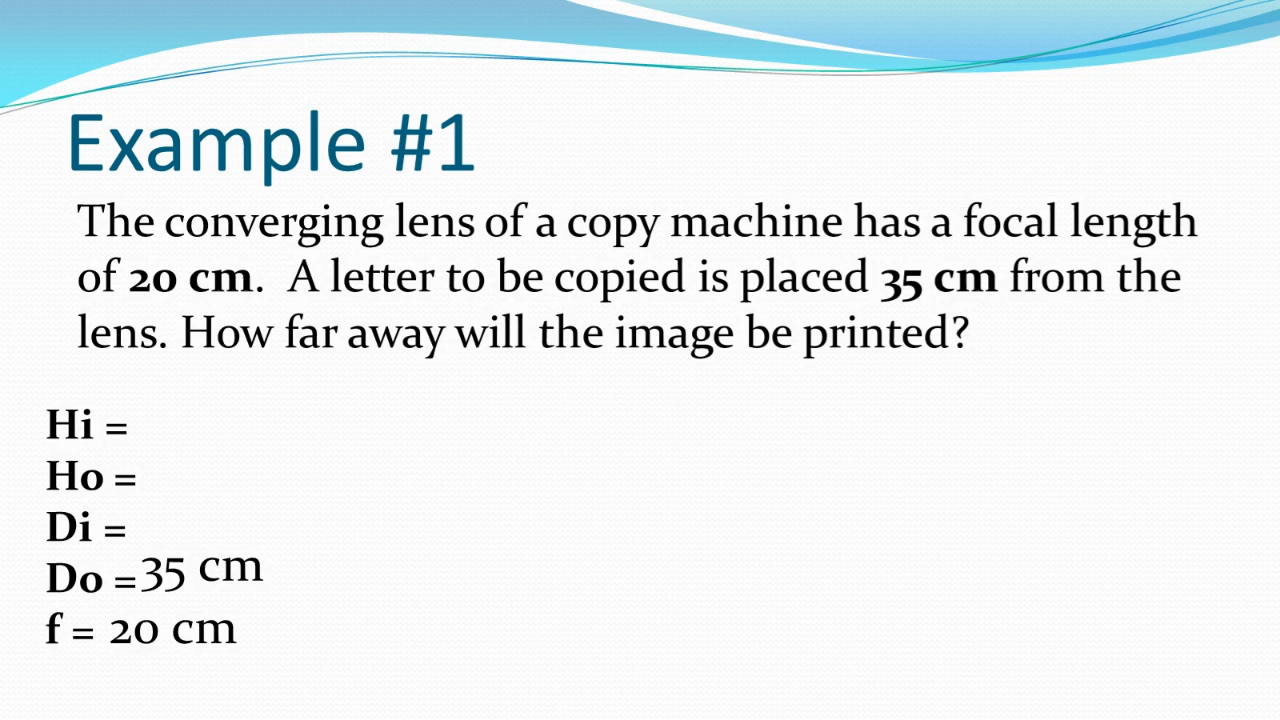 Example #1
The converging lens of a copy machine has a focal length
of 20 cm.  A letter to be copied is placed 35 cm from the
lens. How far away will the image be printed?
Hi =
Ho =
Di =
Do =35 cm
f = 20 cm